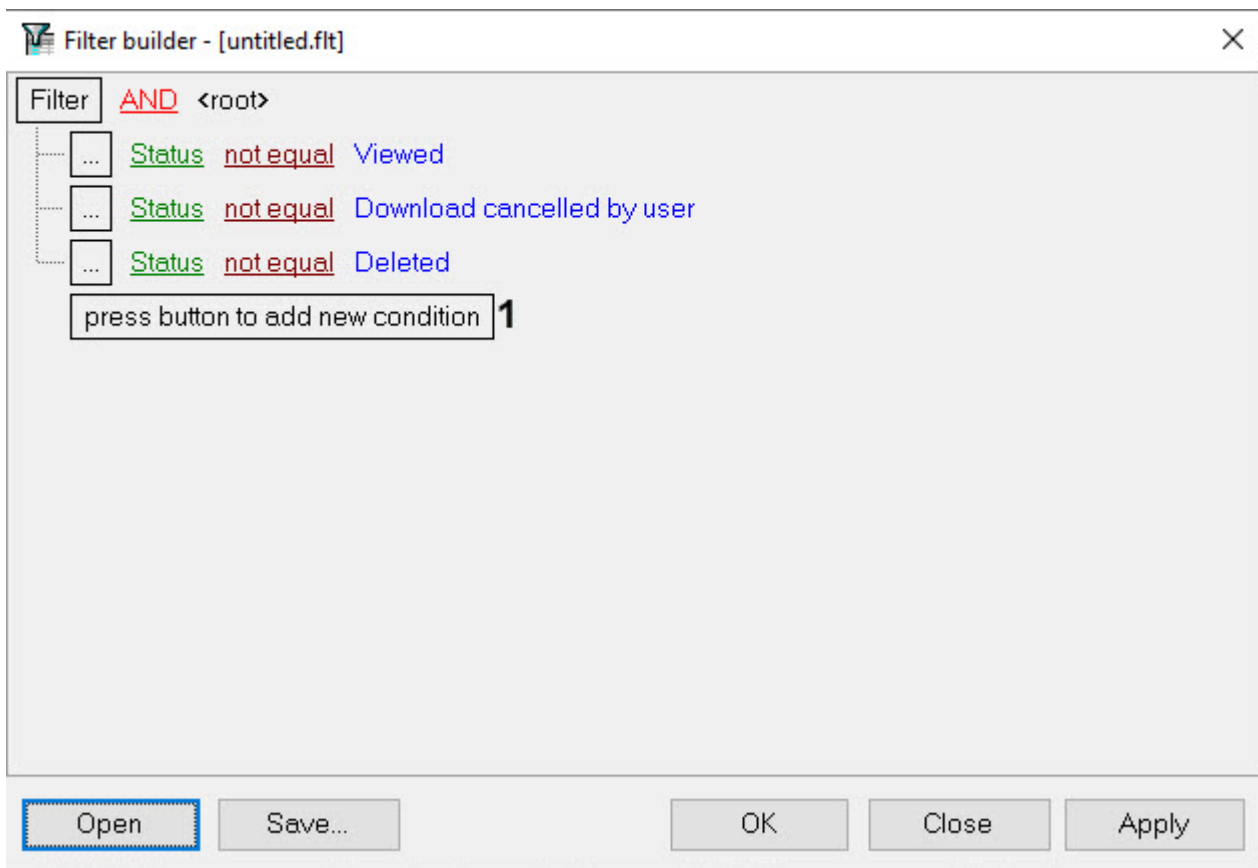 Filter builder - [untitled.flt]
Filter AND <root>
... Status not equal Viewed
... Status not equal Download cancelled by user
... Status not equal Deleted
press button to add new condition 1
Open Save... OK Close Apply